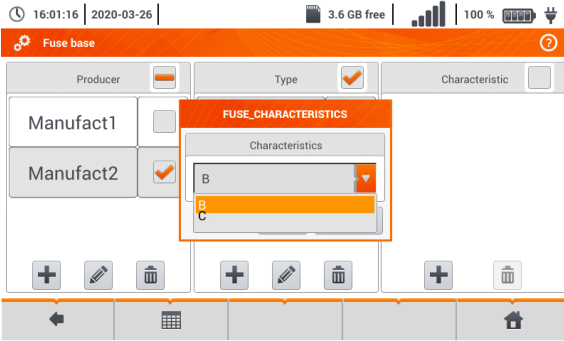 16:01:16 2020-03-26 3.6 GB free 100 %
Fuse base ?
Producer Type Characteristic
Manufact1
Manufact2
FUSE_CHARACTERISTICS
Characteristics
B
B
C